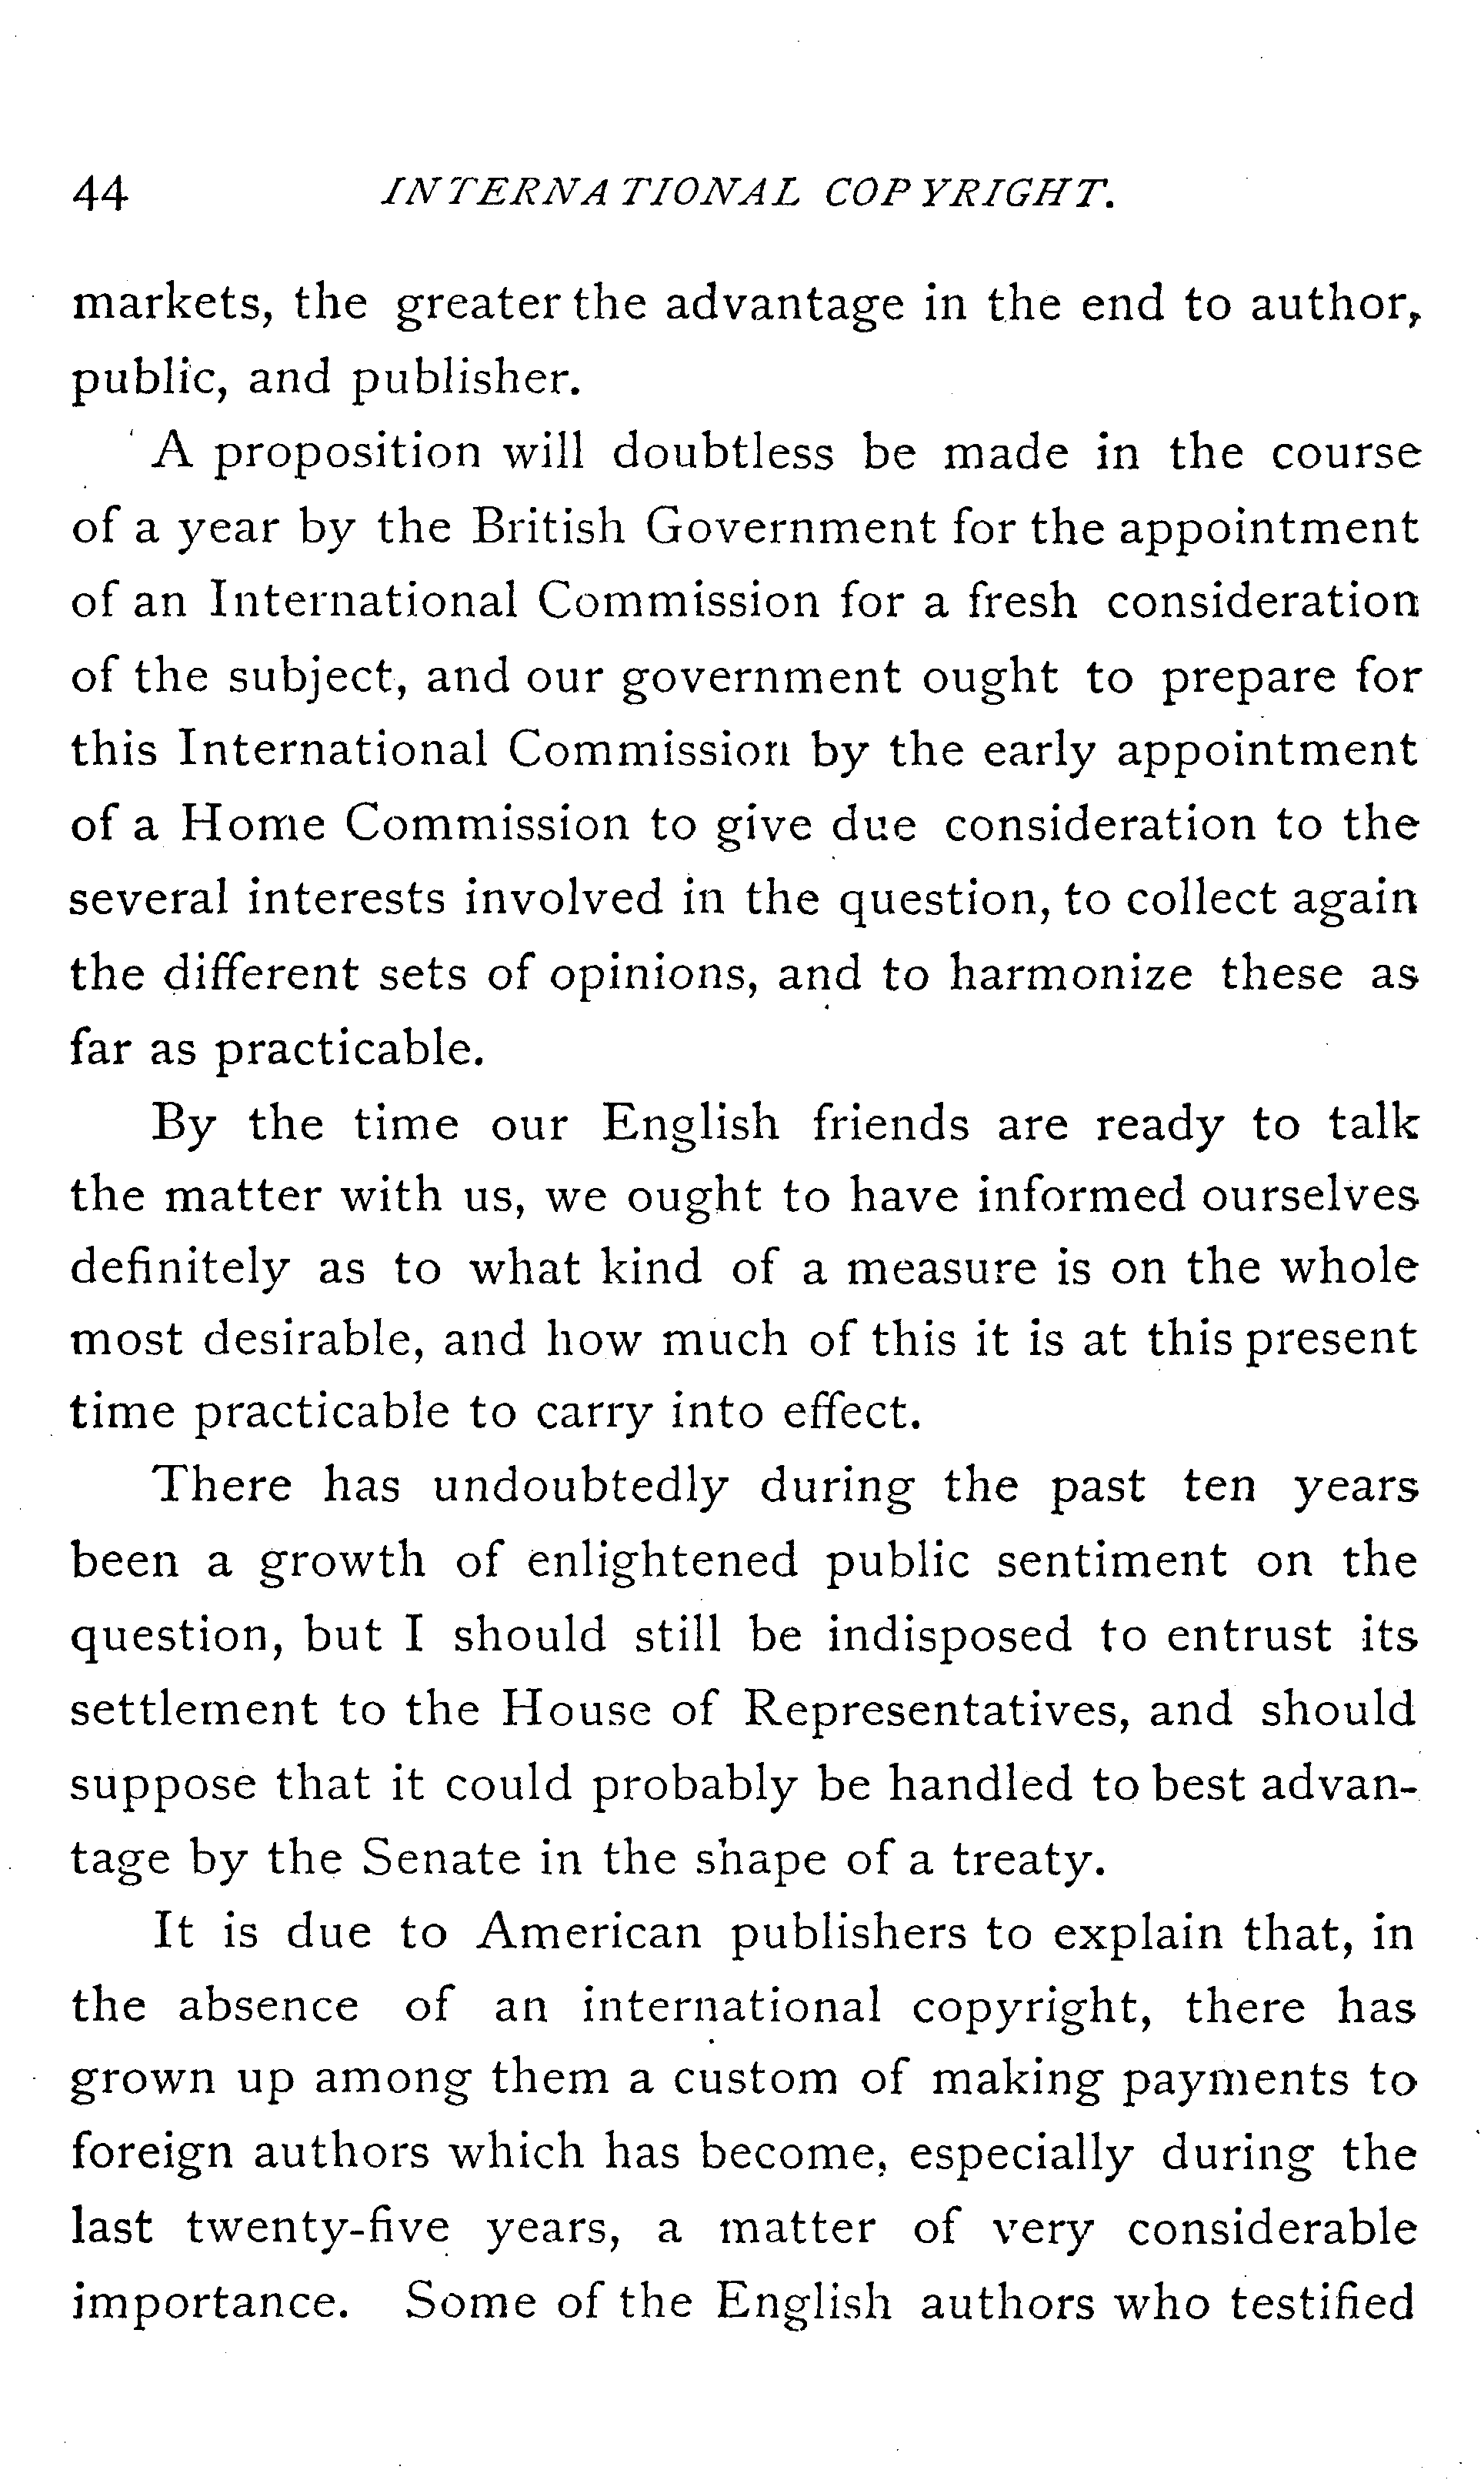 44 INTERNATIONAL COPYRIGHT.
markets, the greater the advantage in the end to author,
public, and publisher.
A proposition will doubtless be made in the course
of a year by the British Government for the appointment
of an International Commission for a fresh consideration
of the subject, and our government ought to prepare for
this International Commission by the early appointment
of a Home Commission to give due consideration to the
several interests involved in the question, to collect again
the different sets of opinions, and to harmonize these as
far as practicable.
By the time our English friends are ready to talk
the matter with us, we ought to have informed ourselves
definitely as to what kind of a measure is on the whole
most desirable, and how much of this it is at this present
time practicable to carry into effect.
There has undoubtedly during the past ten years
been a growth of enlightened public sentiment on the
question, but I should still be indisposed to entrust its
settlement to the House of Representatives, and should
suppose that it could probably be handled to best advan-
tage by the Senate in the shape of a treaty.
It is due to American publishers to explain that, in
the absence of an international copyright, there has
grown up among them a custom of making payments to
foreign authors which has become, especially during the
last twenty-five years, a matter of very considerable
importance. Some of the English authors who testified